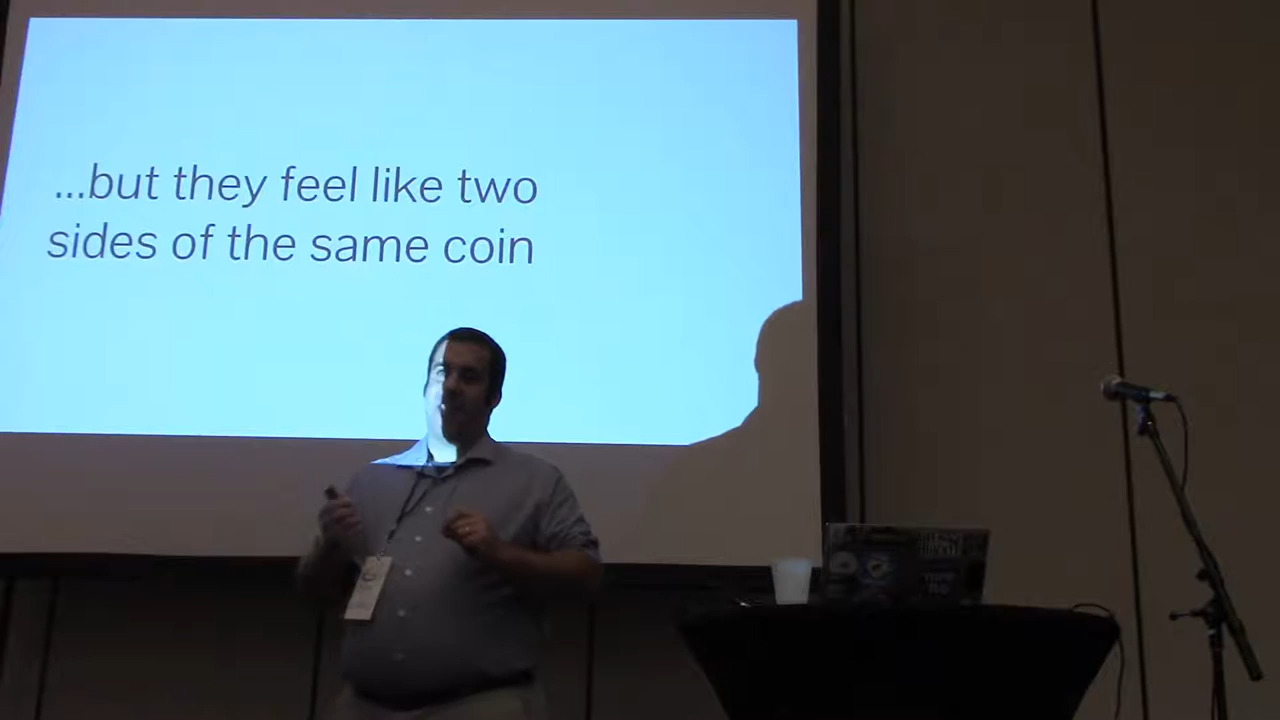 ...but they feel like two
sides of the same coin